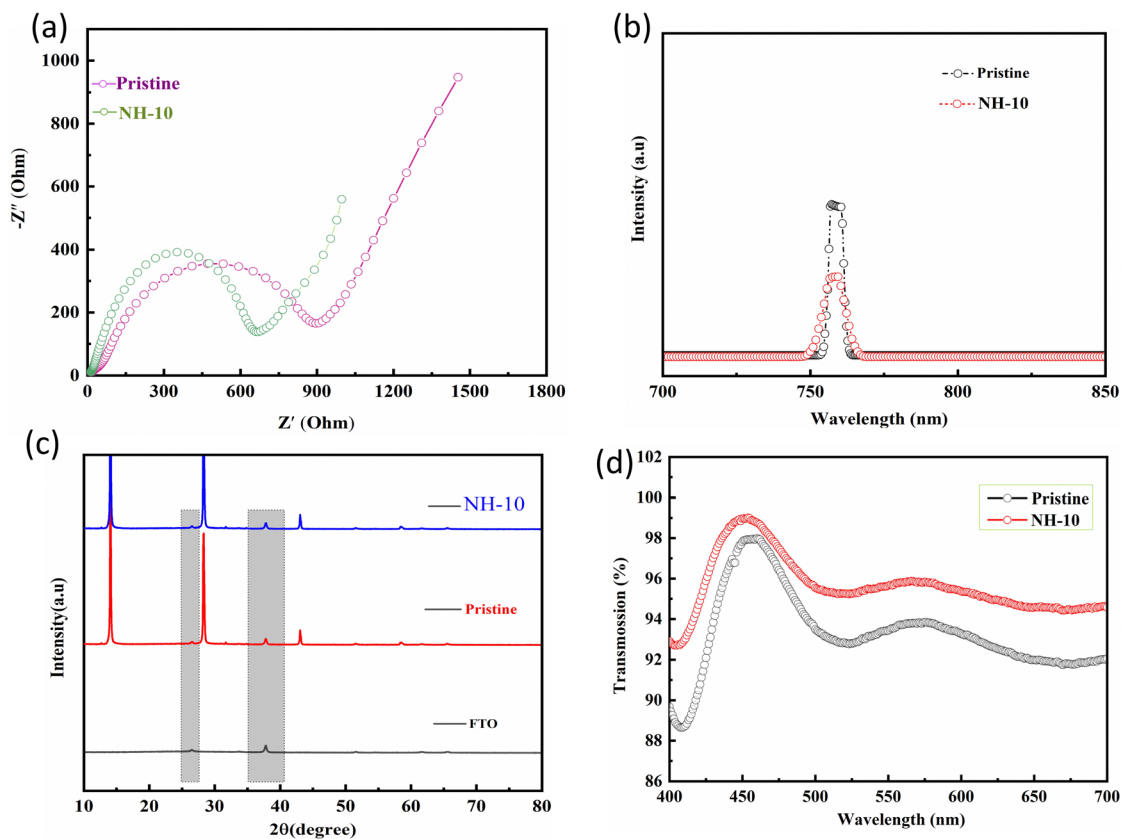 (a)
1000
800
600
400
200
0
-Z″ (Ohm)
Pristine
NH-10
0 300 600 900 1200 1500 1800
Z′ (Ohm)
(b)
Intensity (a.u)
Pristine
NH-10
700 750 800 850
Wavelength (nm)
(c)
Intensity(a.u)
NH-10
Pristine
FTO
10 20 30 40 50 60 70 80
2θ(degree)
(d)
102
100
98
96
94
92
90
88
86
Transmossion (%)
Pristine
NH-10
400 450 500 550 600 650 700
Wavelength (nm)